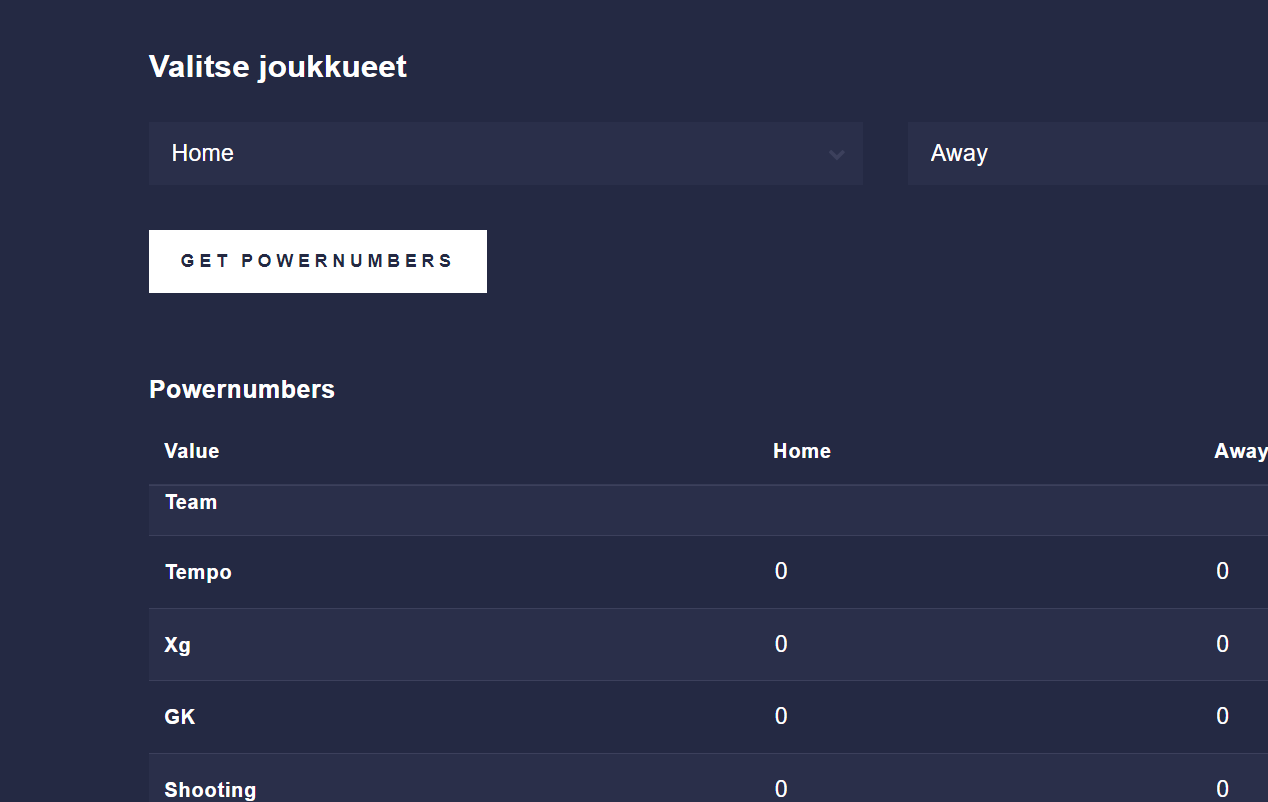 Valitse joukkueet
Home Away
GET POWERNUMBERS
Powernumbers
Value Home Away
Team
Tempo 0 0
Xg 0 0
GK 0 0
Shooting 0 0